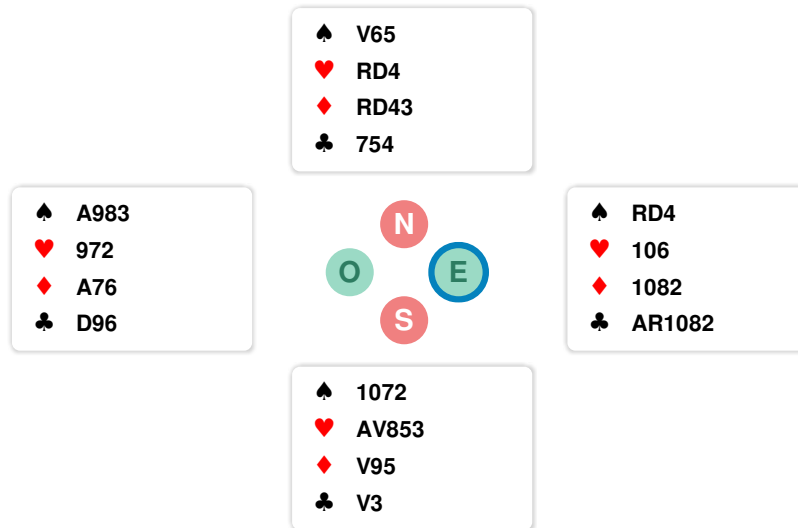 ♠ V65
♥ RD4
♦ RD43
♣ 754
♠ A983
♥ 972
♦ A76
♣ D96
N
O E
S
♠ RD4
♥ 106
♦ 1082
♣ AR1082
♠ 1072
♥ AV853
♦ V95
♣ V3